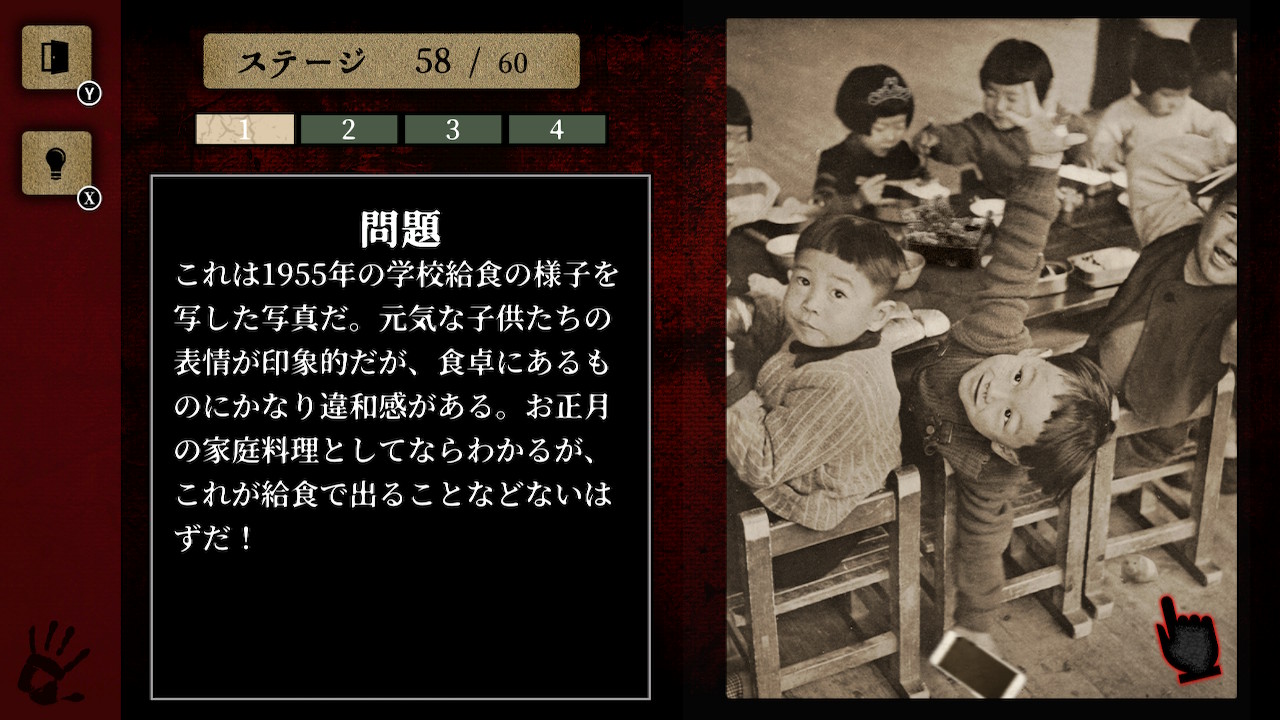 Y
X
ステージ 58 / 60
1 2 3 4
問題
これは1955年の学校給食の様子を
写した写真だ。元気な子供たちの
表情が印象的だが、食卓にあるも
のにかなり違和感がある。お正月
の家庭料理としてならわかるが、
これが給食で出ることなどないは
ずだ！